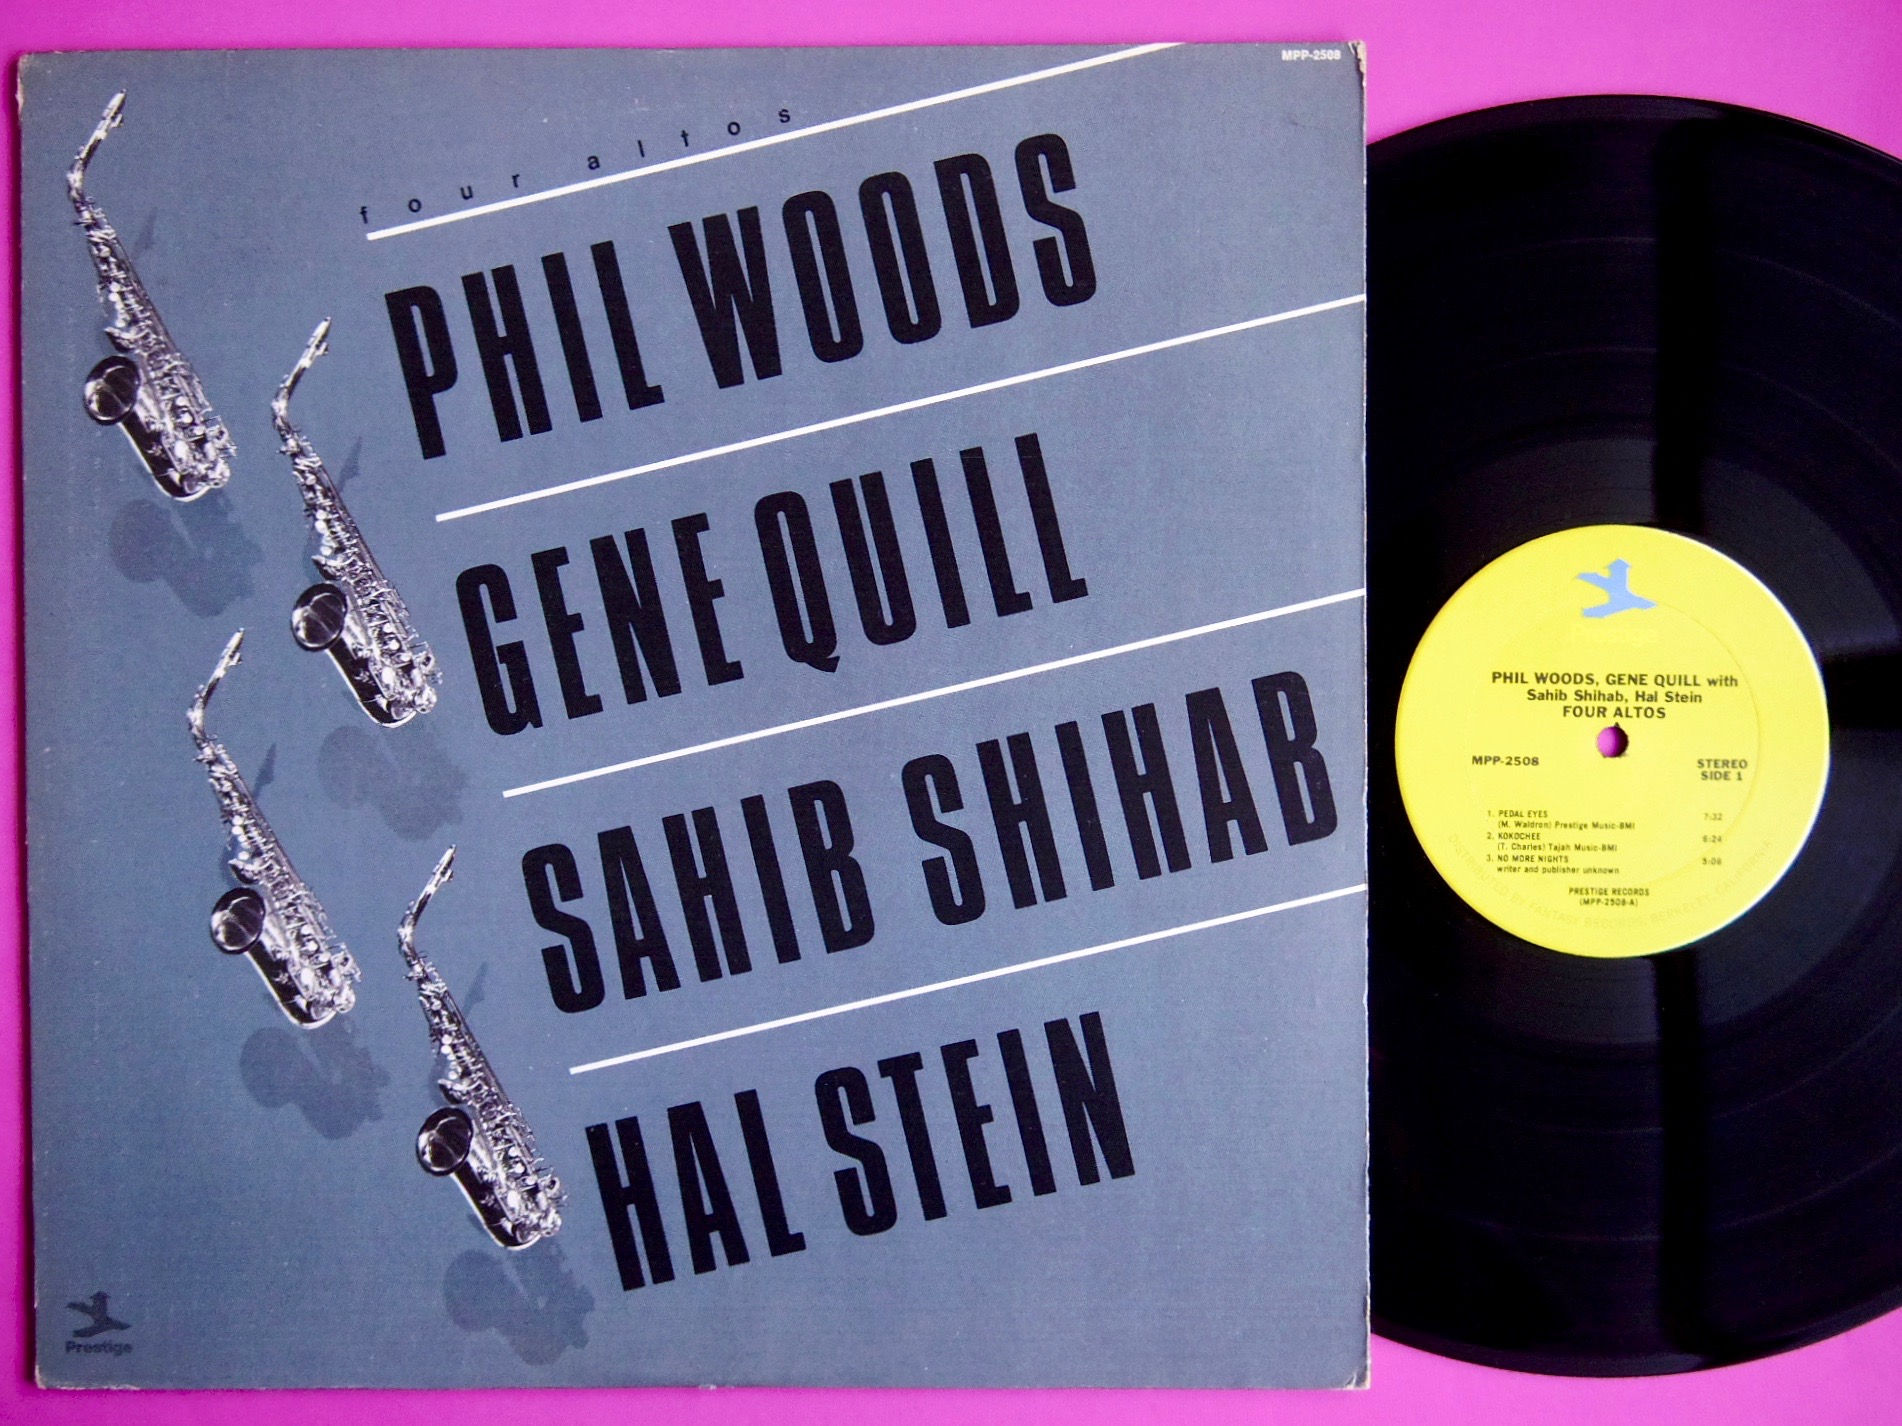 MPP-2508
four altos
PHIL WOODS
GENE QUILL
SAHIB SHIHAB
HAL STEIN
Prestige
PHIL WOODS, GENE QUILL with
Sahib Shihab, Hal Stein
FOUR ALTOS
MPP-2508
STEREO
SIDE 1
1. PEDAL EYES 7:32
(M. Waldron) Prestige Music-BMI
2. KOKOCHEE 6:24
(T. Charles) Tajah Music-BMI
3. NO MORE NIGHTS 5:08
writer and publisher unknown
PRESTIGE RECORDS
(MPP-2508-A)
DISTRIBUTED BY FANTASY RECORDS, BERKELEY, CALIFORNIA